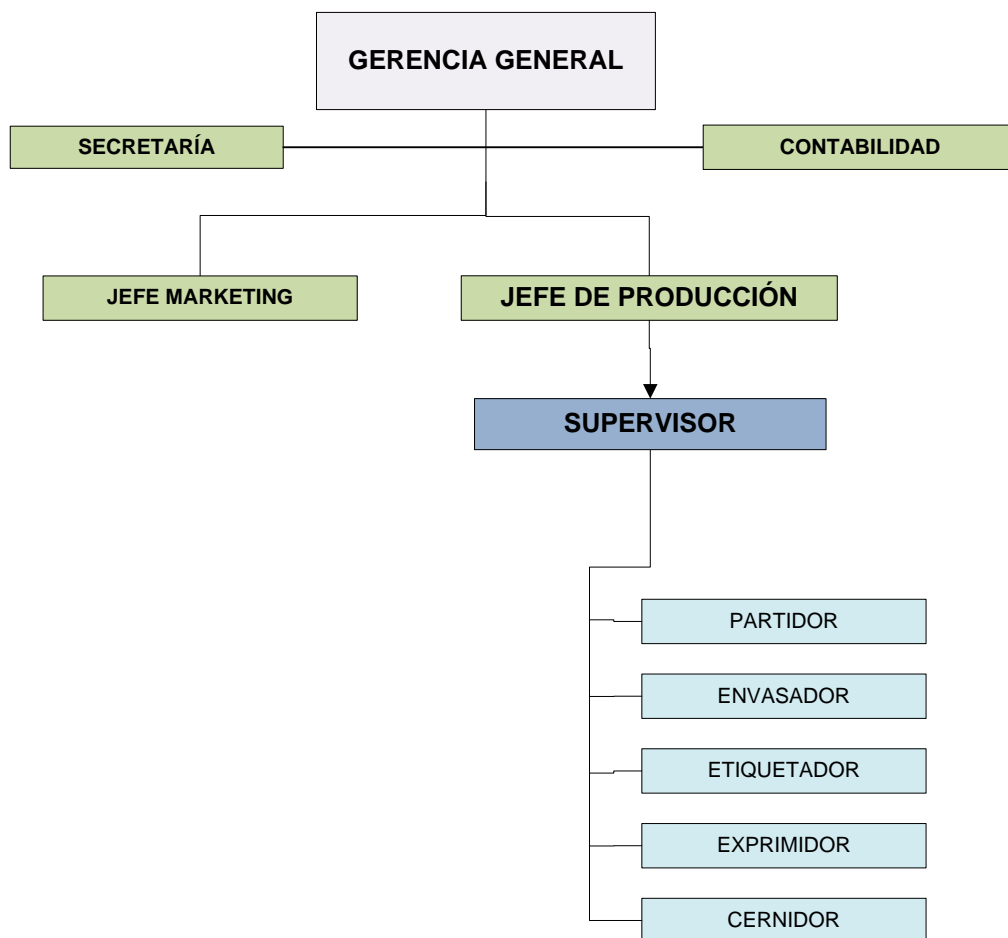 GERENCIA GENERAL
SECRETARÍA
CONTABILIDAD
JEFE MARKETING
JEFE DE PRODUCCIÓN
SUPERVISOR
PARTIDOR
ENVASADOR
ETIQUETADOR
EXPRIMIDOR
CERNIDOR